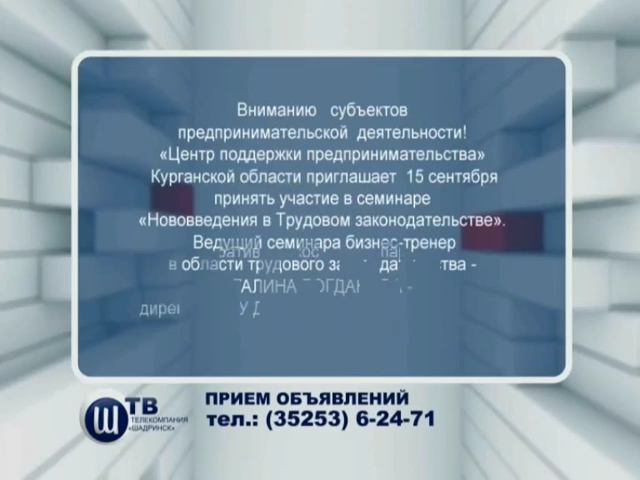 Вниманию субъектов
предпринимательской деятельности!
«Центр поддержки предпринимательства»
Курганской области приглашает 15 сентября
принять участие в семинаре
«Нововведения в Трудовом законодательстве».
Ведущий семинара бизнес-тренер
в области трудового
ПРИЕМ ОБЪЯВЛЕНИЙ
тел.: (35253) 6-24-71
Ш ТВ
ТЕЛЕКОМПАНИЯ
«ШАДРИНСК»